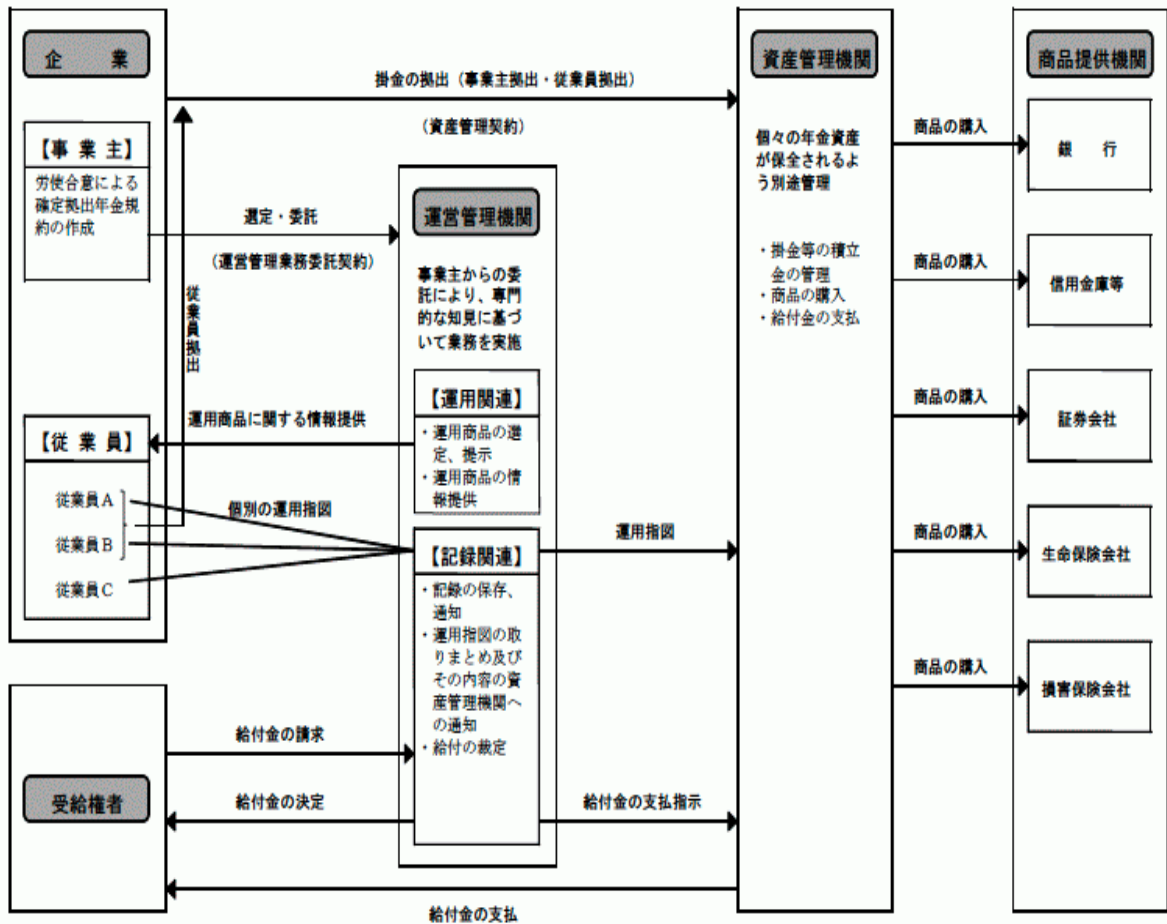 企　　業
【事 業 主】
労使合意による
確定拠出年金規
約の作成
掛金の拠出（事業主拠出・従業員拠出）
（資産管理契約）
選定・委託
（運営管理業務委託契約）
従業員拠出
運用商品に関する情報提供
【従 業 員】
従業員A
従業員B
従業員C
個別の運用指図
運営管理機関
事業主からの委
託により、専門
的な知見に基づ
いて業務を実施
【運用関連】
・運用商品の選
定、提示
・運用商品の情
報提供
【記録関連】
・記録の保存、
通知
・運用指図の取
りまとめ及び
その内容の資
産管理機関へ
の通知
・給付の裁定
運用指図
受給権者
給付金の請求
給付金の決定
給付金の支払指示
給付金の支払
資産管理機関
個々の年金資産
が保全されるよ
う別途管理
・掛金等の積立
金の管理
・商品の購入
・給付金の支払
商品の購入
商品の購入
商品の購入
商品の購入
商品の購入
商品提供機関
銀　　行
信用金庫等
証券会社
生命保険会社
損害保険会社